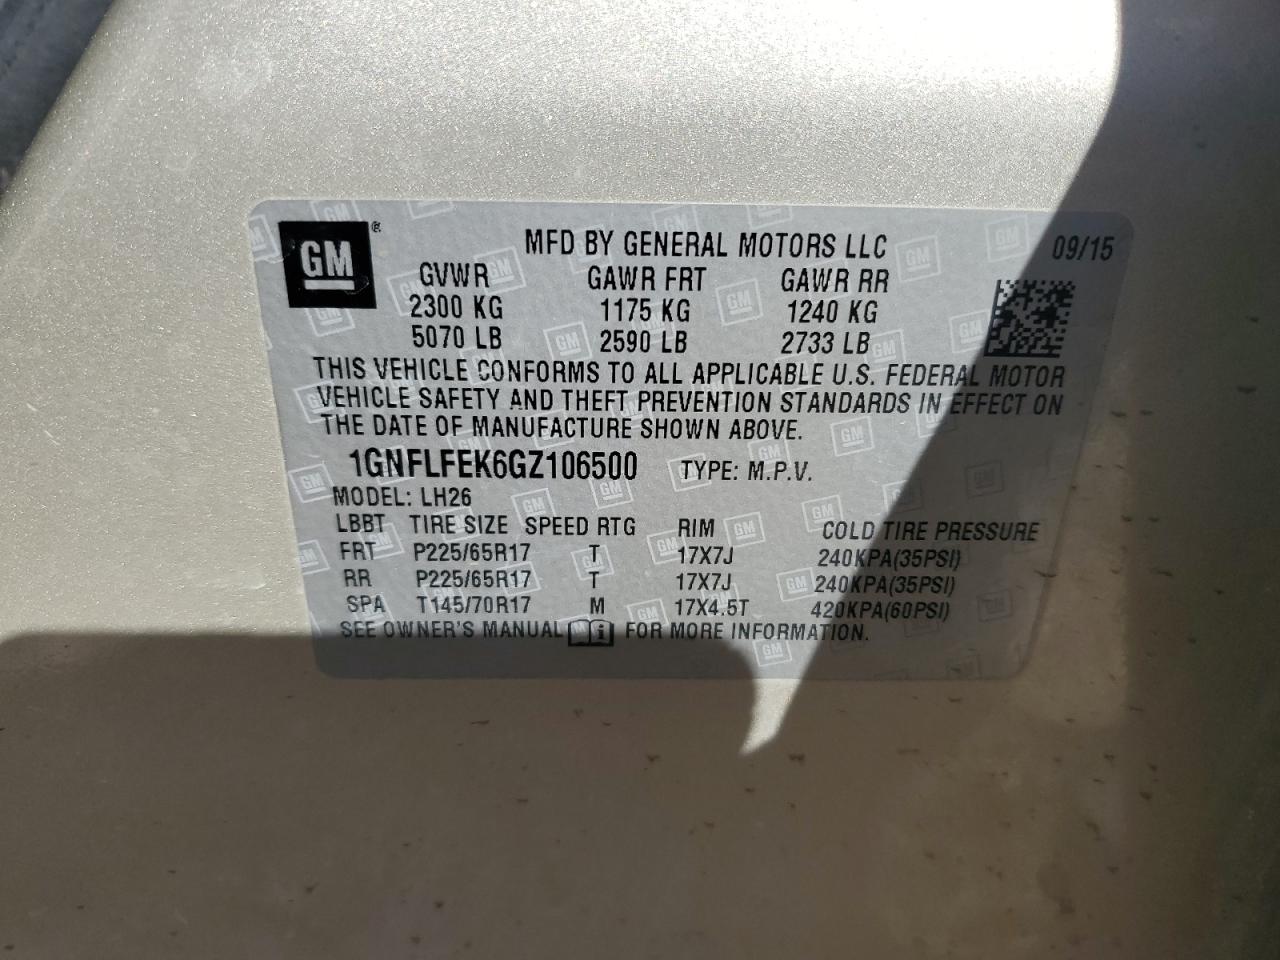 GM ®
MFD BY GENERAL MOTORS LLC 09/15
GVWR GAWR FRT GAWR RR
2300 KG 1175 KG 1240 KG
5070 LB 2590 LB 2733 LB
THIS VEHICLE CONFORMS TO ALL APPLICABLE U.S. FEDERAL MOTOR
VEHICLE SAFETY AND THEFT PREVENTION STANDARDS IN EFFECT ON
THE DATE OF MANUFACTURE SHOWN ABOVE.
1GNFLFEK6GZ106500 TYPE: M.P.V.
MODEL: LH26
LBBT TIRE SIZE SPEED RTG RIM COLD TIRE PRESSURE
FRT P225/65R17 T 17X7J 240KPA(35PSI)
RR P225/65R17 T 17X7J 240KPA(35PSI)
SPA T145/70R17 M 17X4.5T 420KPA(60PSI)
SEE OWNER'S MANUAL i FOR MORE INFORMATION.